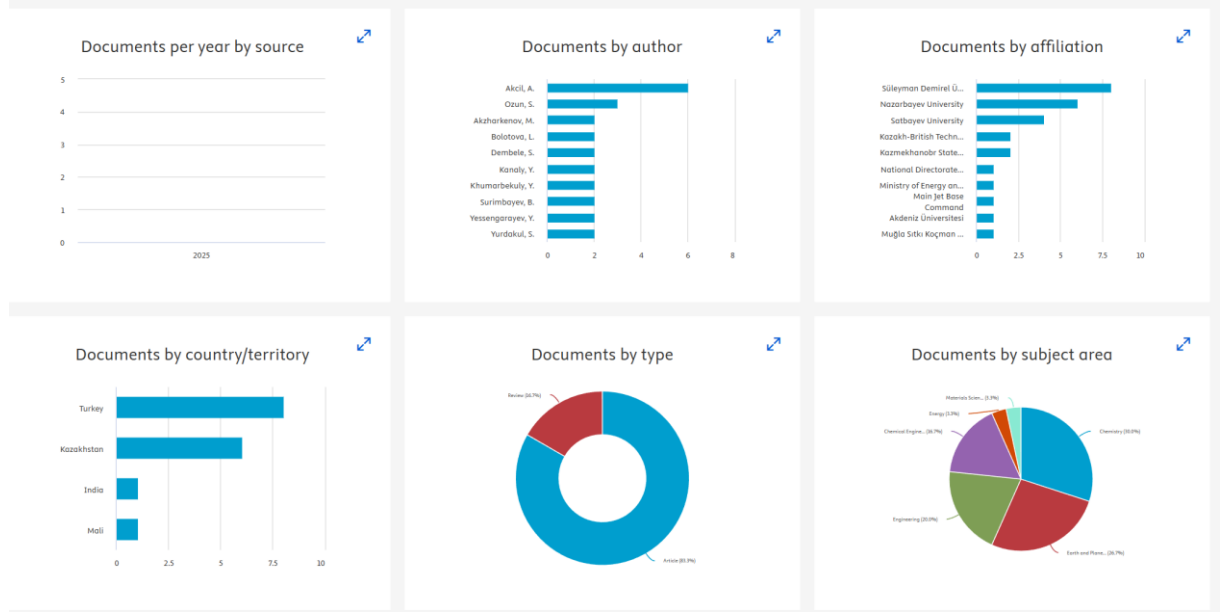 Documents per year by source
5
4
3
2
1
0
2025
Documents by author
Akcil, A.
Ozun, S.
Akzharkenov, M.
Bolotova, L.
Dembele, S.
Kanaly, Y.
Khumarbekuly, Y.
Surimbayev, B.
Yessengarayev, Y.
Yurdakul, S.
0 2 4 6 8
Documents by affiliation
Süleyman Demirel Ü...
Nazarbayev University
Satbayev University
Kazakh-British Techn...
Kazmekhanobr State...
National Directorate...
Ministry of Energy an...
Main Jet Base
Command
Akdeniz Üniversitesi
Muğla Sıtkı Koçman ...
0 2.5 5 7.5 10
Documents by country/territory
Turkey
Kazakhstan
India
Mali
0 2.5 5 7.5 10
Documents by type
Review (16.7%)
Article (83.3%)
Documents by subject area
Materials Scien... (3.3%)
Energy (3.3%)
Chemical Engine... (16.7%)
Chemistry (30.0%)
Engineering (20.0%)
Earth and Plane... (26.7%)